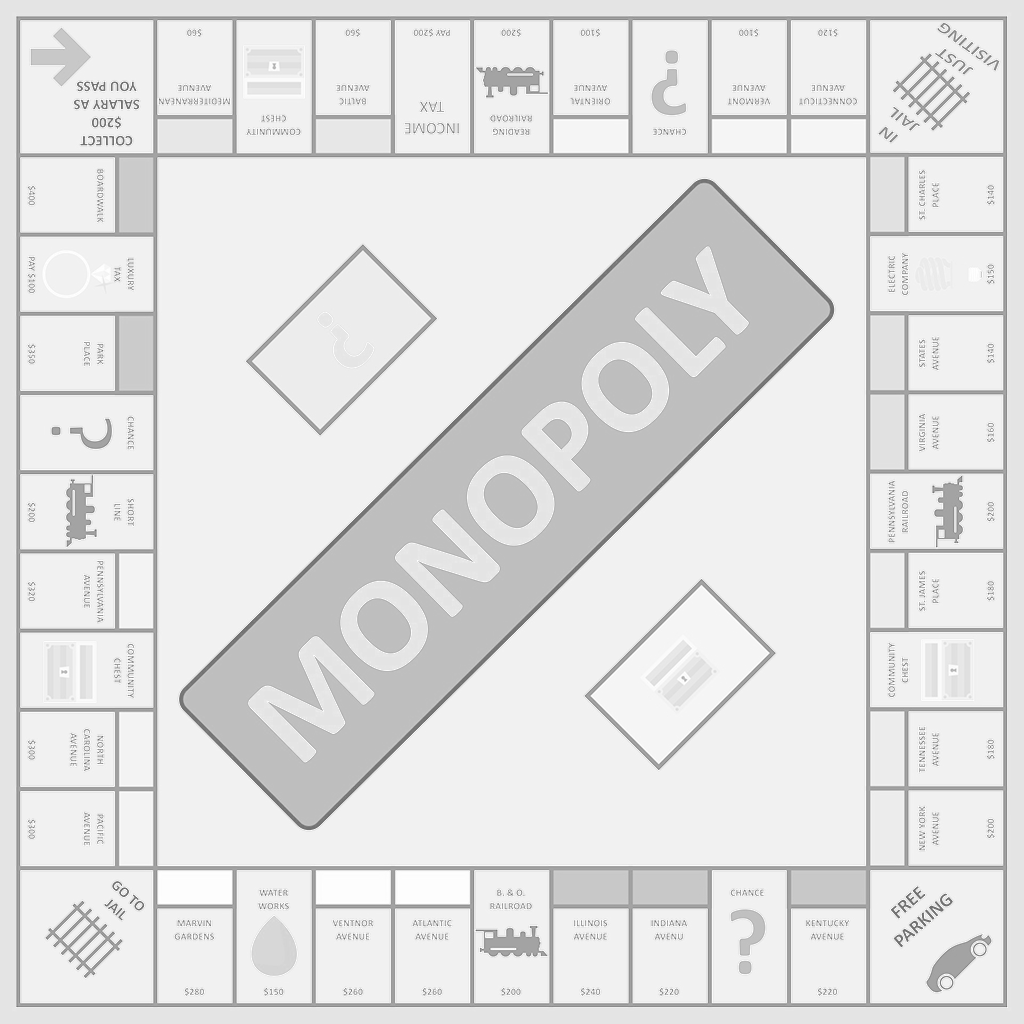 COLLECT
$200
SALARY AS
YOU PASS
MEDITERRANEAN
AVENUE
$60
COMMUNITY
CHEST
BALTIC
AVENUE
$60
INCOME
TAX
PAY $200
READING
RAILROAD
$200
ORIENTAL
AVENUE
$100
CHANCE
?
VERMONT
AVENUE
$100
CONNECTICUT
AVENUE
$120
IN
JAIL
JUST
VISITING
ST. CHARLES
PLACE
$140
ELECTRIC
COMPANY
$150
STATES
AVENUE
$140
VIRGINIA
AVENUE
$160
PENNSYLVANIA
RAILROAD
$200
ST. JAMES
PLACE
$180
COMMUNITY
CHEST
TENNESSEE
AVENUE
$180
NEW YORK
AVENUE
$200
FREE
PARKING
KENTUCKY
AVENUE
$220
CHANCE
?
INDIANA
AVENU
$220
ILLINOIS
AVENUE
$240
B. & O.
RAILROAD
$200
ATLANTIC
AVENUE
$260
VENTNOR
AVENUE
$260
WATER
WORKS
$150
MARVIN
GARDENS
$280
GO TO
JAIL
PACIFIC
AVENUE
$300
NORTH
CAROLINA
AVENUE
$300
COMMUNITY
CHEST
PENNSYLVANIA
AVENUE
$320
SHORT
LINE
$200
CHANCE
?
PARK
PLACE
$350
LUXURY
TAX
PAY $100
BOARDWALK
$400
?
MONOPOLY